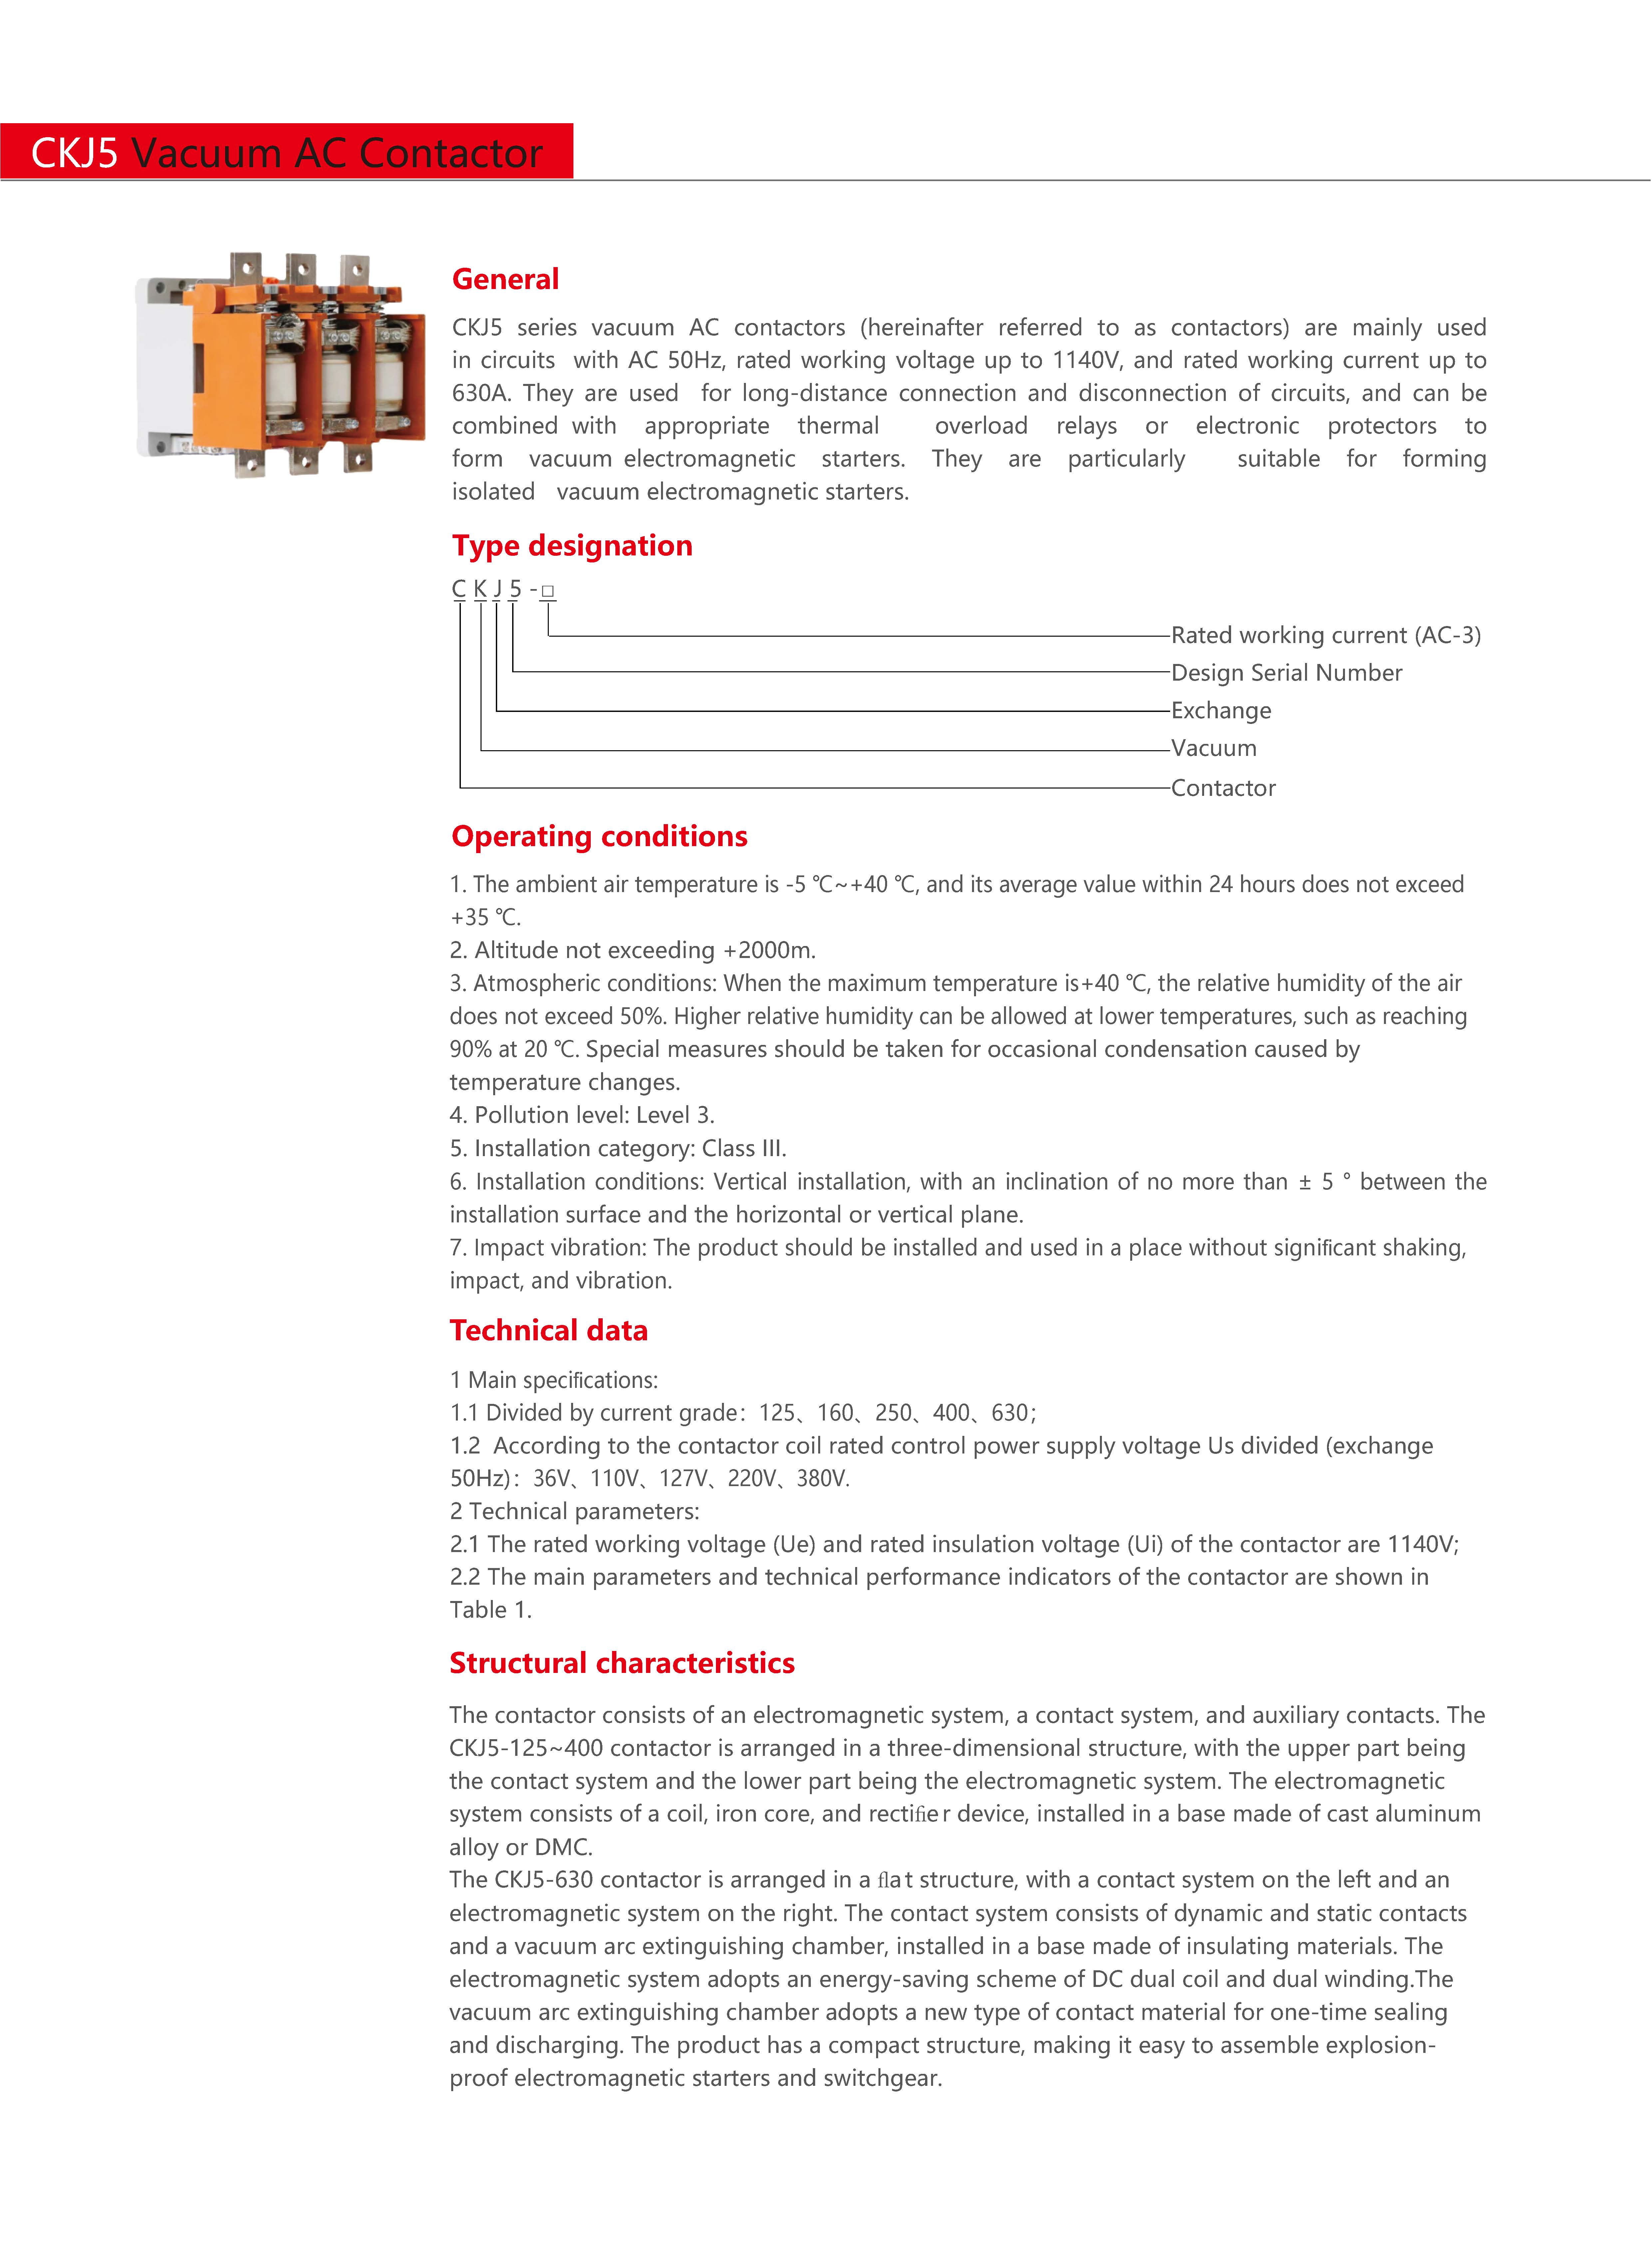 CKJ5 Vacuum AC Contactor
General
CKJ5 series vacuum AC contactors (hereinafter referred to as contactors) are mainly used
in circuits with AC 50Hz, rated working voltage up to 1140V, and rated working current up to
630A. They are used for long-distance connection and disconnection of circuits, and can be
combined with appropriate thermal overload relays or electronic protectors to
form vacuum electromagnetic starters. They are particularly suitable for forming
isolated vacuum electromagnetic starters.
Type designation
C K J 5 -□
Rated working current (AC-3)
Design Serial Number
Exchange
Vacuum
Contactor
Operating conditions
1. The ambient air temperature is -5 ℃~+40 ℃, and its average value within 24 hours does not exceed
+35 ℃.
2. Altitude not exceeding +2000m.
3. Atmospheric conditions: When the maximum temperature is+40 ℃, the relative humidity of the air
does not exceed 50%. Higher relative humidity can be allowed at lower temperatures, such as reaching
90% at 20 ℃. Special measures should be taken for occasional condensation caused by
temperature changes.
4. Pollution level: Level 3.
5. Installation category: Class III.
6. Installation conditions: Vertical installation, with an inclination of no more than ± 5 ° between the
installation surface and the horizontal or vertical plane.
7. Impact vibration: The product should be installed and used in a place without significant shaking,
impact, and vibration.
Technical data
1 Main specifications:
1.1 Divided by current grade：125、160、250、400、630；
1.2 According to the contactor coil rated control power supply voltage Us divided (exchange
50Hz)：36V、110V、127V、220V、380V.
2 Technical parameters:
2.1 The rated working voltage (Ue) and rated insulation voltage (Ui) of the contactor are 1140V;
2.2 The main parameters and technical performance indicators of the contactor are shown in
Table 1.
Structural characteristics
The contactor consists of an electromagnetic system, a contact system, and auxiliary contacts. The
CKJ5-125~400 contactor is arranged in a three-dimensional structure, with the upper part being
the contact system and the lower part being the electromagnetic system. The electromagnetic
system consists of a coil, iron core, and rectifier device, installed in a base made of cast aluminum
alloy or DMC.
The CKJ5-630 contactor is arranged in a flat structure, with a contact system on the left and an
electromagnetic system on the right. The contact system consists of dynamic and static contacts
and a vacuum arc extinguishing chamber, installed in a base made of insulating materials. The
electromagnetic system adopts an energy-saving scheme of DC dual coil and dual winding.The
vacuum arc extinguishing chamber adopts a new type of contact material for one-time sealing
and discharging. The product has a compact structure, making it easy to assemble explosion-
proof electromagnetic starters and switchgear.